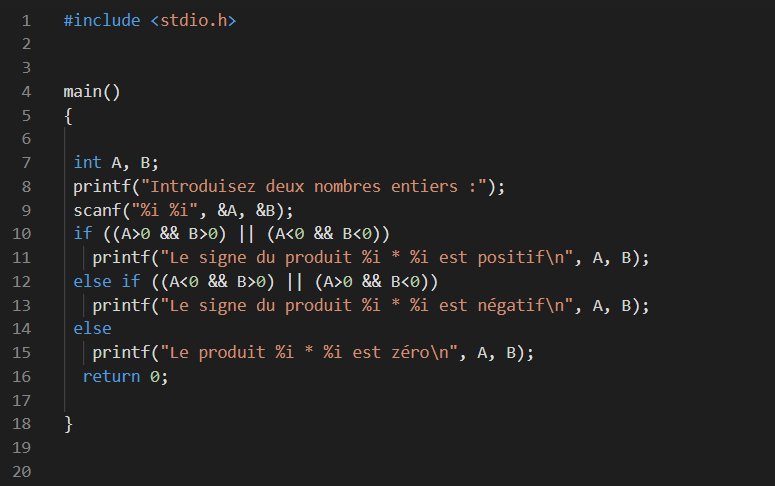 1 #include <stdio.h>
2
3
4 main()
5 {
6
7 int A, B;
8 printf("Introduisez deux nombres entiers :");
9 scanf("%i %i", &A, &B);
10 if ((A>0 && B>0) || (A<0 && B<0))
11 printf("Le signe du produit %i * %i est positif\n", A, B);
12 else if ((A<0 && B>0) || (A>0 && B<0))
13 printf("Le signe du produit %i * %i est négatif\n", A, B);
14 else
15 printf("Le produit %i * %i est zéro\n", A, B);
16 return 0;
17
18 }
19
20